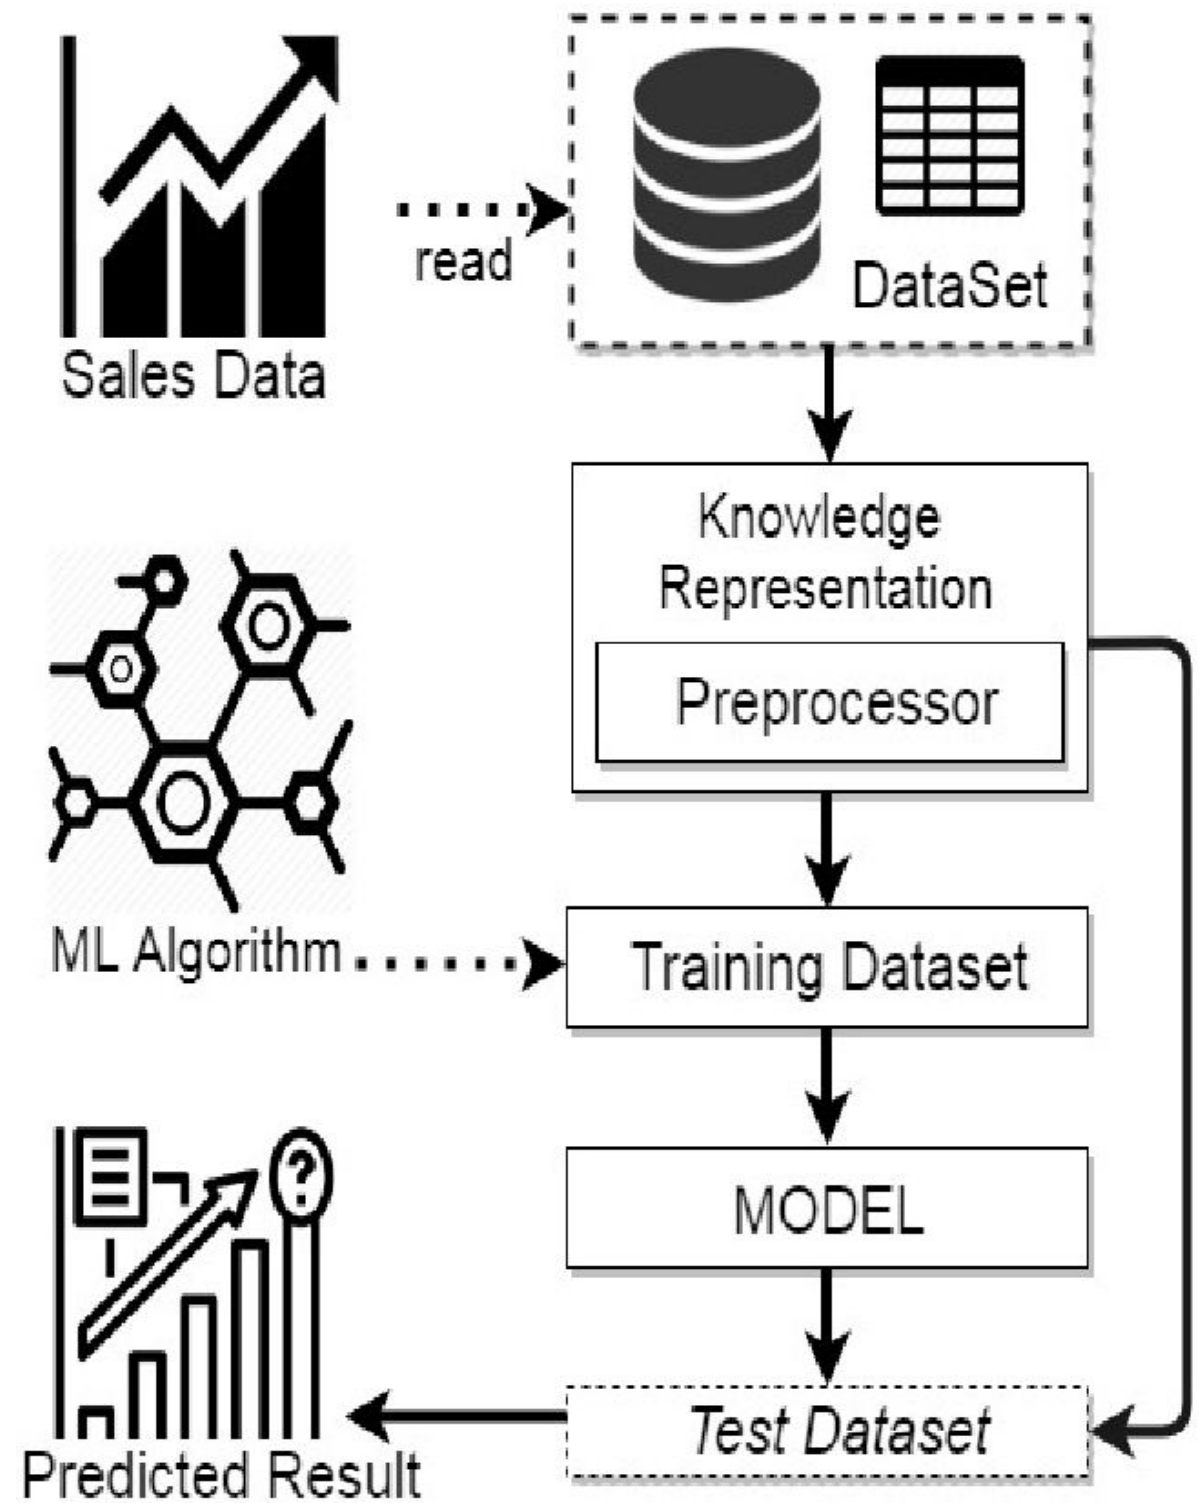 Sales Data
read
DataSet
Knowledge
Representation
Preprocessor
ML Algorithm
Training Dataset
MODEL
?
Test Dataset
Predicted Result